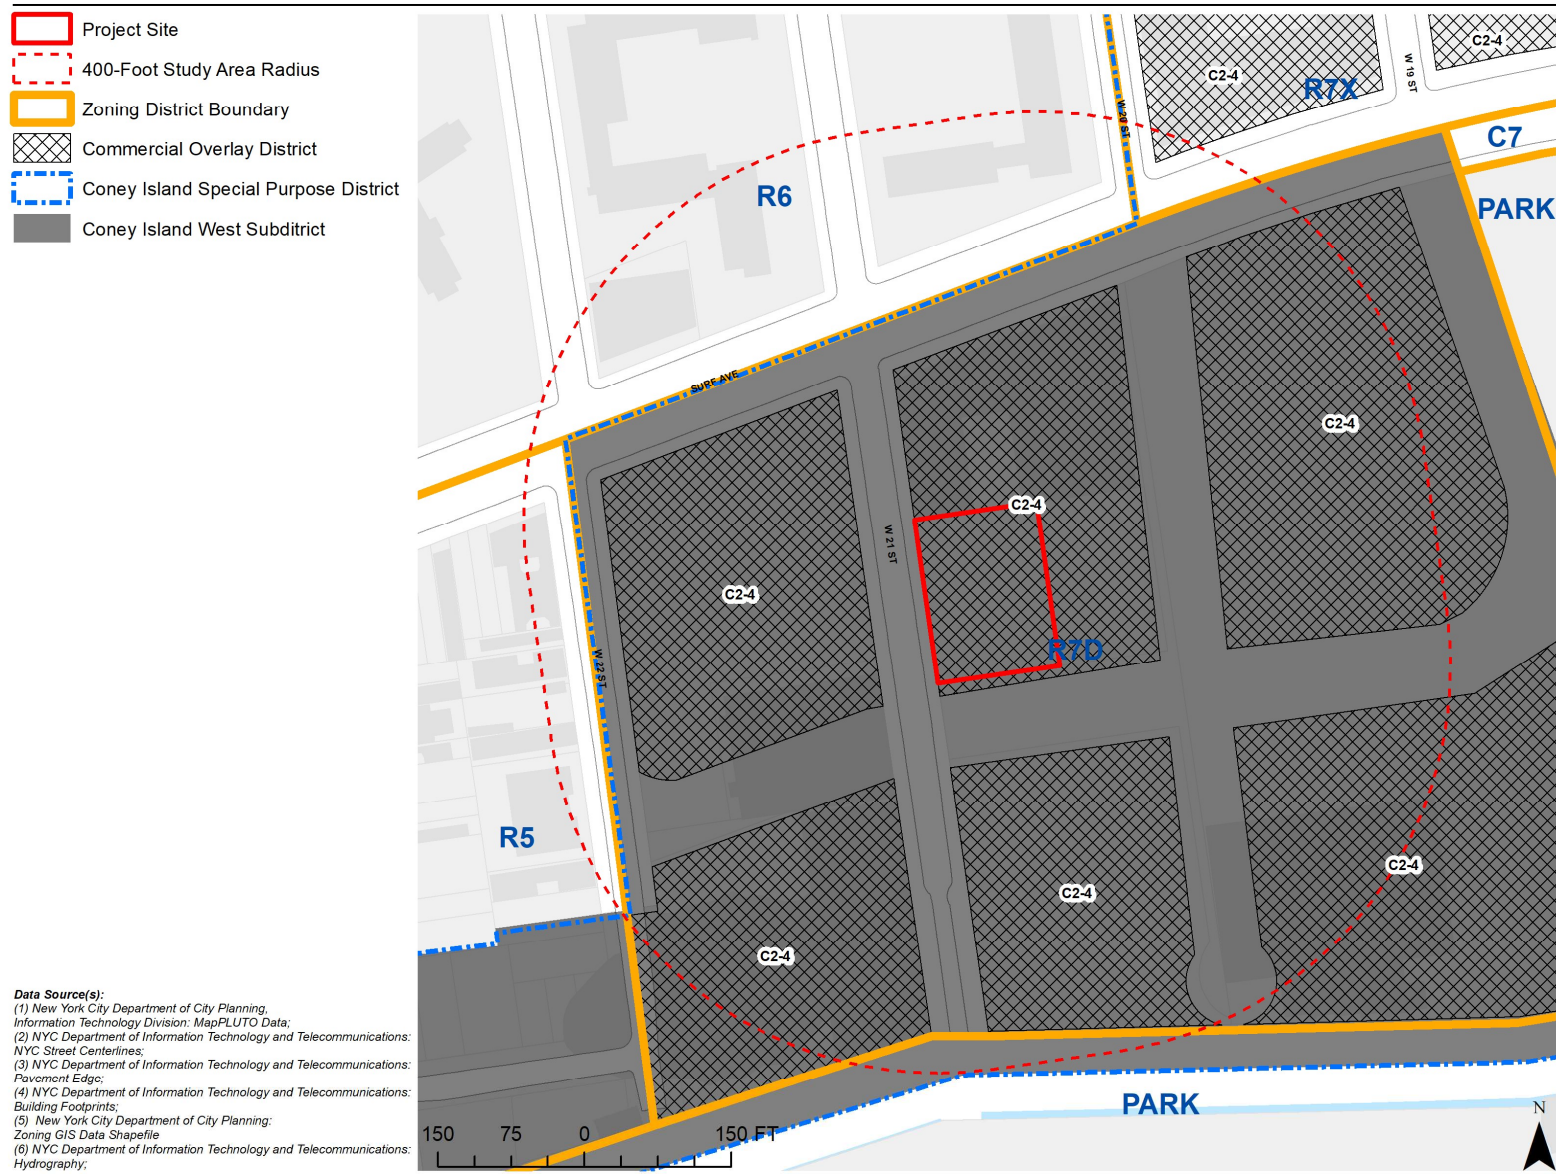 Project Site
400-Foot Study Area Radius
Zoning District Boundary
Commercial Overlay District
Coney Island Special Purpose District
Coney Island West Subditrict
C2-4
C2-4
W 19 ST
R7X
W 20 ST
C7
R6
PARK
SURF AVE
C2-4
C2-4
W 21 ST
C2-4
R7D
W 22 ST
R5
C2-4
C2-4
C2-4
PARK
Data Source(s):
(1) New York City Department of City Planning,
Information Technology Division: MapPLUTO Data;
(2) NYC Department of Information Technology and Telecommunications:
NYC Street Centerlines;
(3) NYC Department of Information Technology and Telecommunications:
Pavement Edge;
(4) NYC Department of Information Technology and Telecommunications:
Building Footprints;
(5) New York City Department of City Planning:
Zoning GIS Data Shapefile
(6) NYC Department of Information Technology and Telecommunications:
Hydrography;
150 75 0 150 FT
N